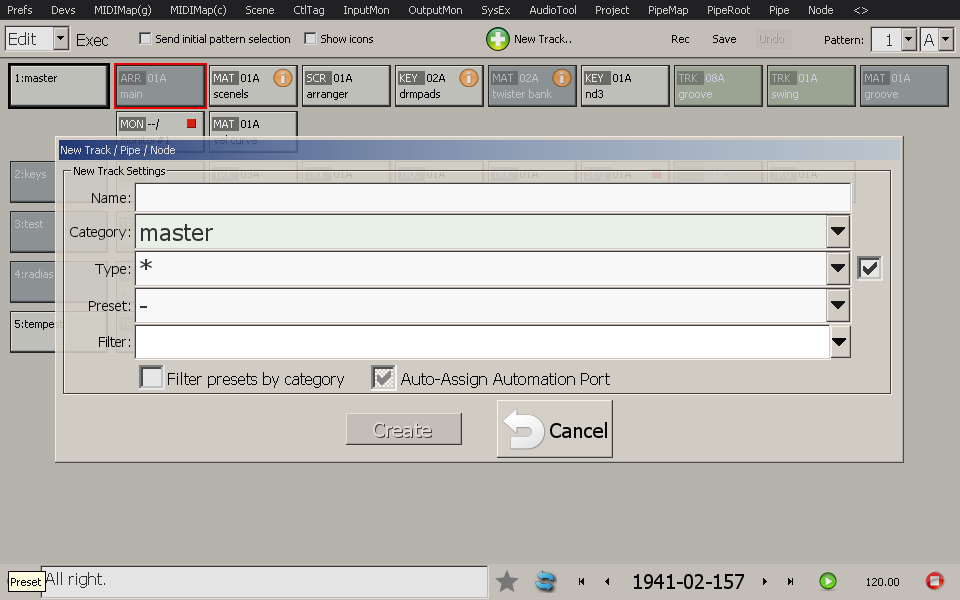 Prefs Devs MIDIMap(g) MIDIMap(c) Scene CtlTag InputMon OutputMon SysEx AudioTool Project PipeMap PipeRoot Pipe Node <>
Edit Exec Send initial pattern selection Show icons New Track.. Rec Save Undo Pattern: 1 A
1:master ARR 01A MAT 01A SCR 01A KEY 02A MAT 02A KEY 01A TRK 08A TRK 01A MAT 01A
main scenels arranger drmpads twister bank nd3 groove swing groove
MON --/ MAT 01A
vel curve
New Track / Pipe / Node
2:keys
New Track Settings
Name:
3:test
Category: master
4:radias
Type: *
Preset: -
5:tempest
Filter:
Filter presets by category Auto-Assign Automation Port
Create Cancel
Preset All right. 1941-02-157 120.00